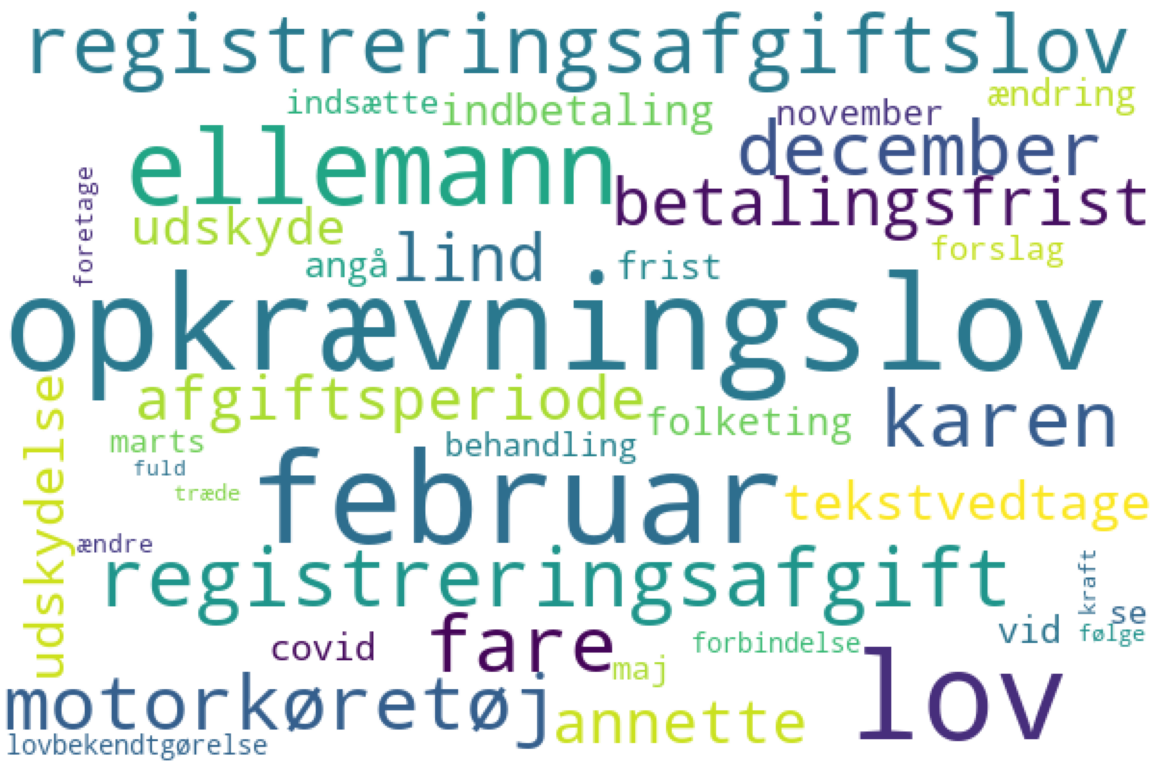 registreringsafgiftslov
indsætte indbetaling november ændring
ellemann december
foretage betalingsfrist
udskyde forslag
angå lind frist
opkrævningslov
udskydelse afgiftsperiode folketing karen
marts behandling
fuld februar tekstvedtage
træde
ændre registreringsafgift kraft
covid fare forbindelse vid se
følge
maj lov
motorkøretøj annette
lovbekendtgørelse